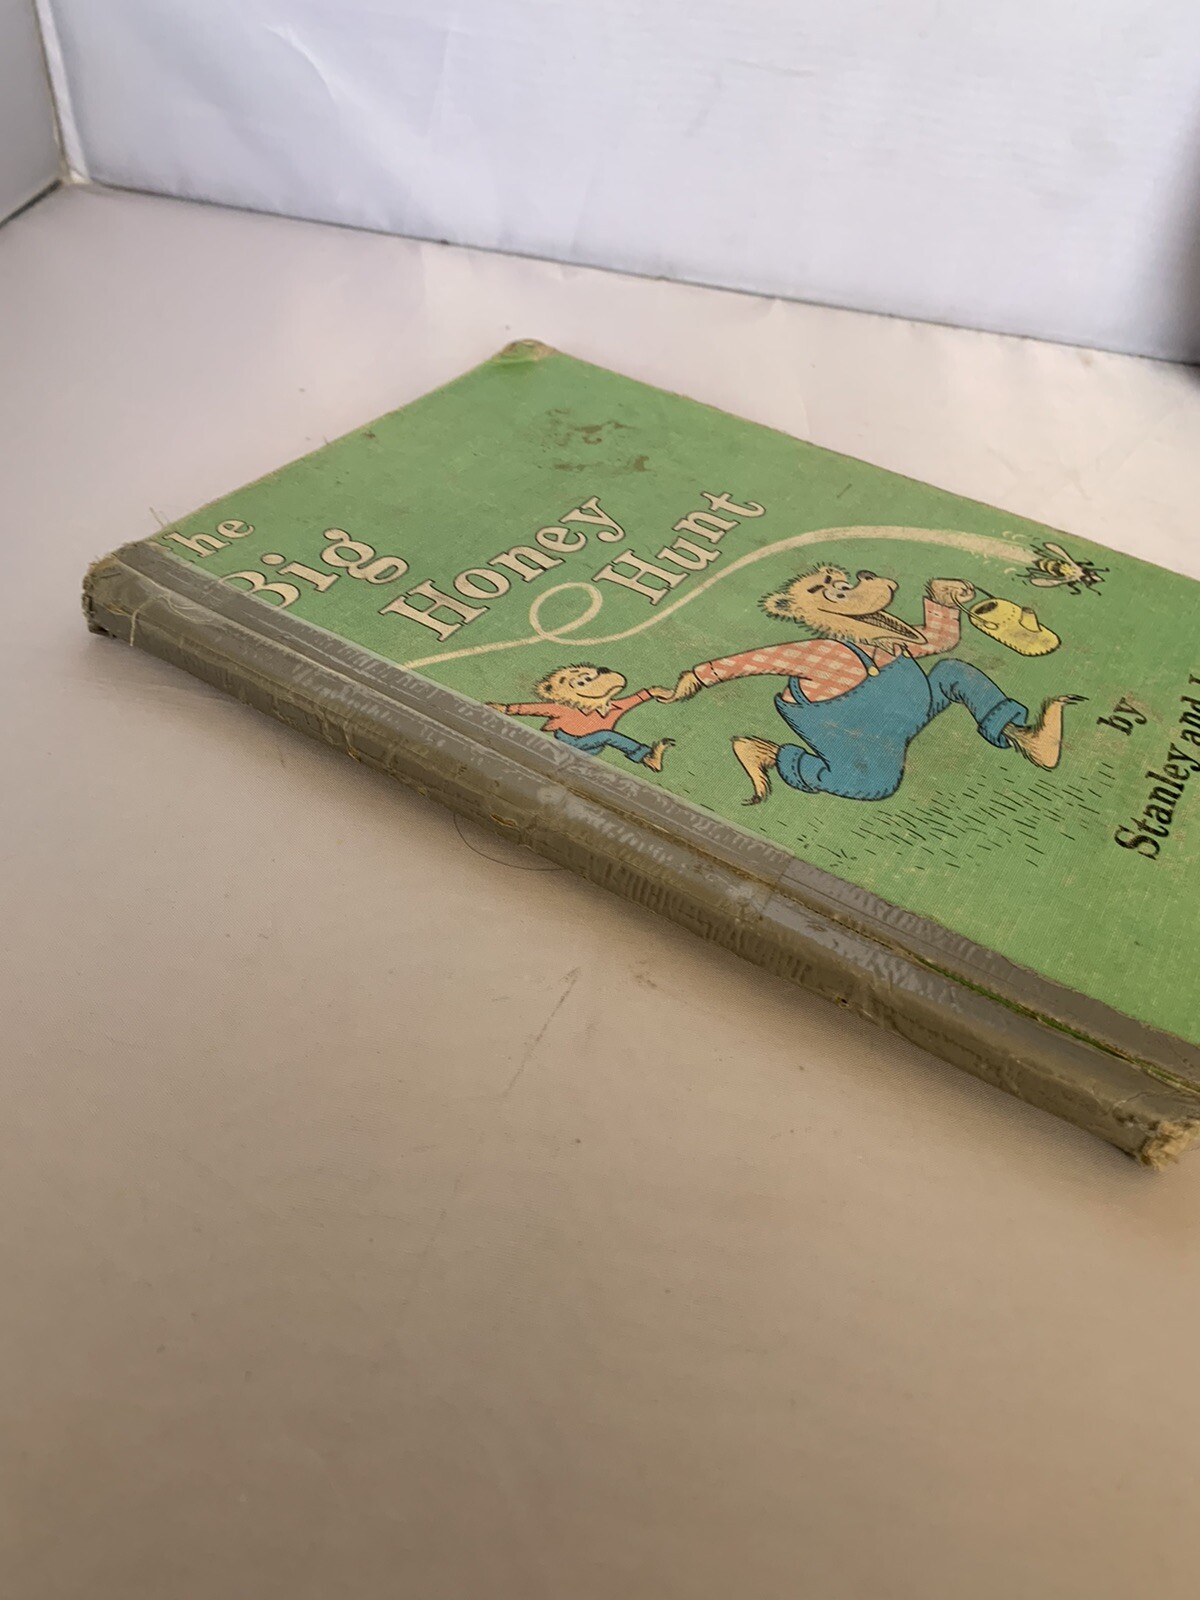 he
Big
Honey
Hunt
by
Stanley and J